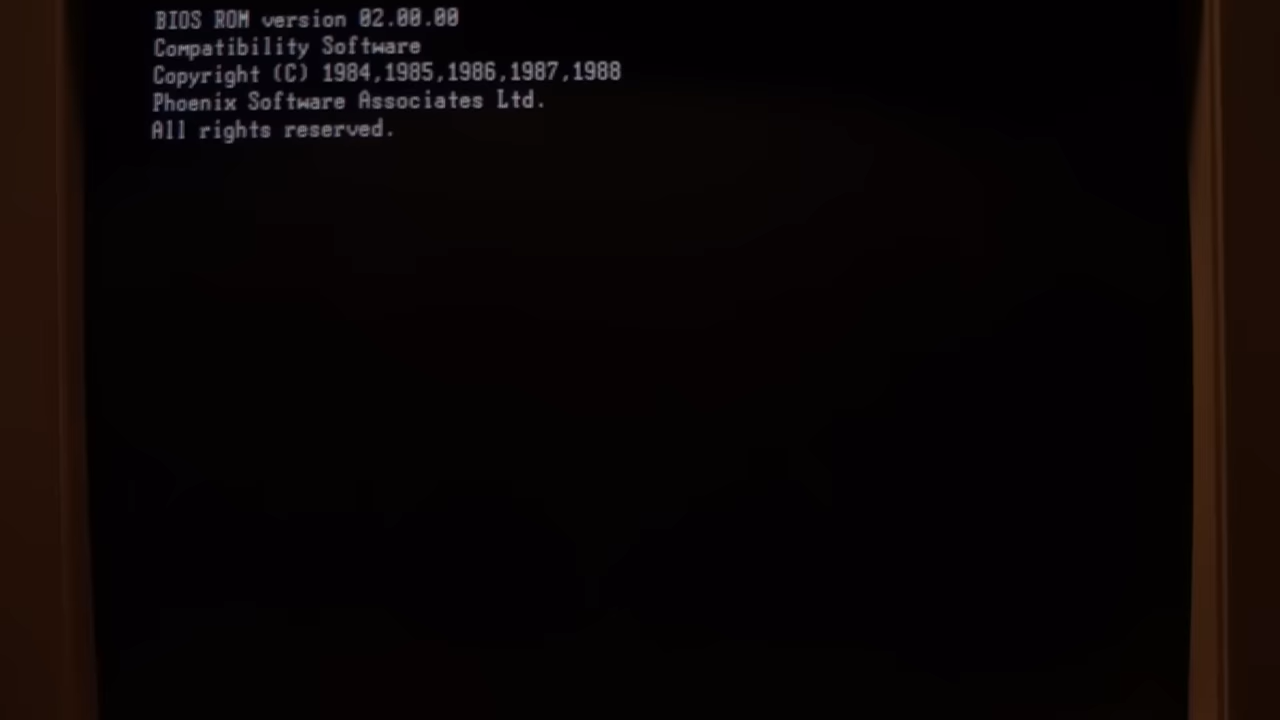 BIOS ROM version 02.00.00
Compatibility Software
Copyright (C) 1984,1985,1986,1987,1988
Phoenix Software Associates Ltd.
All rights reserved.